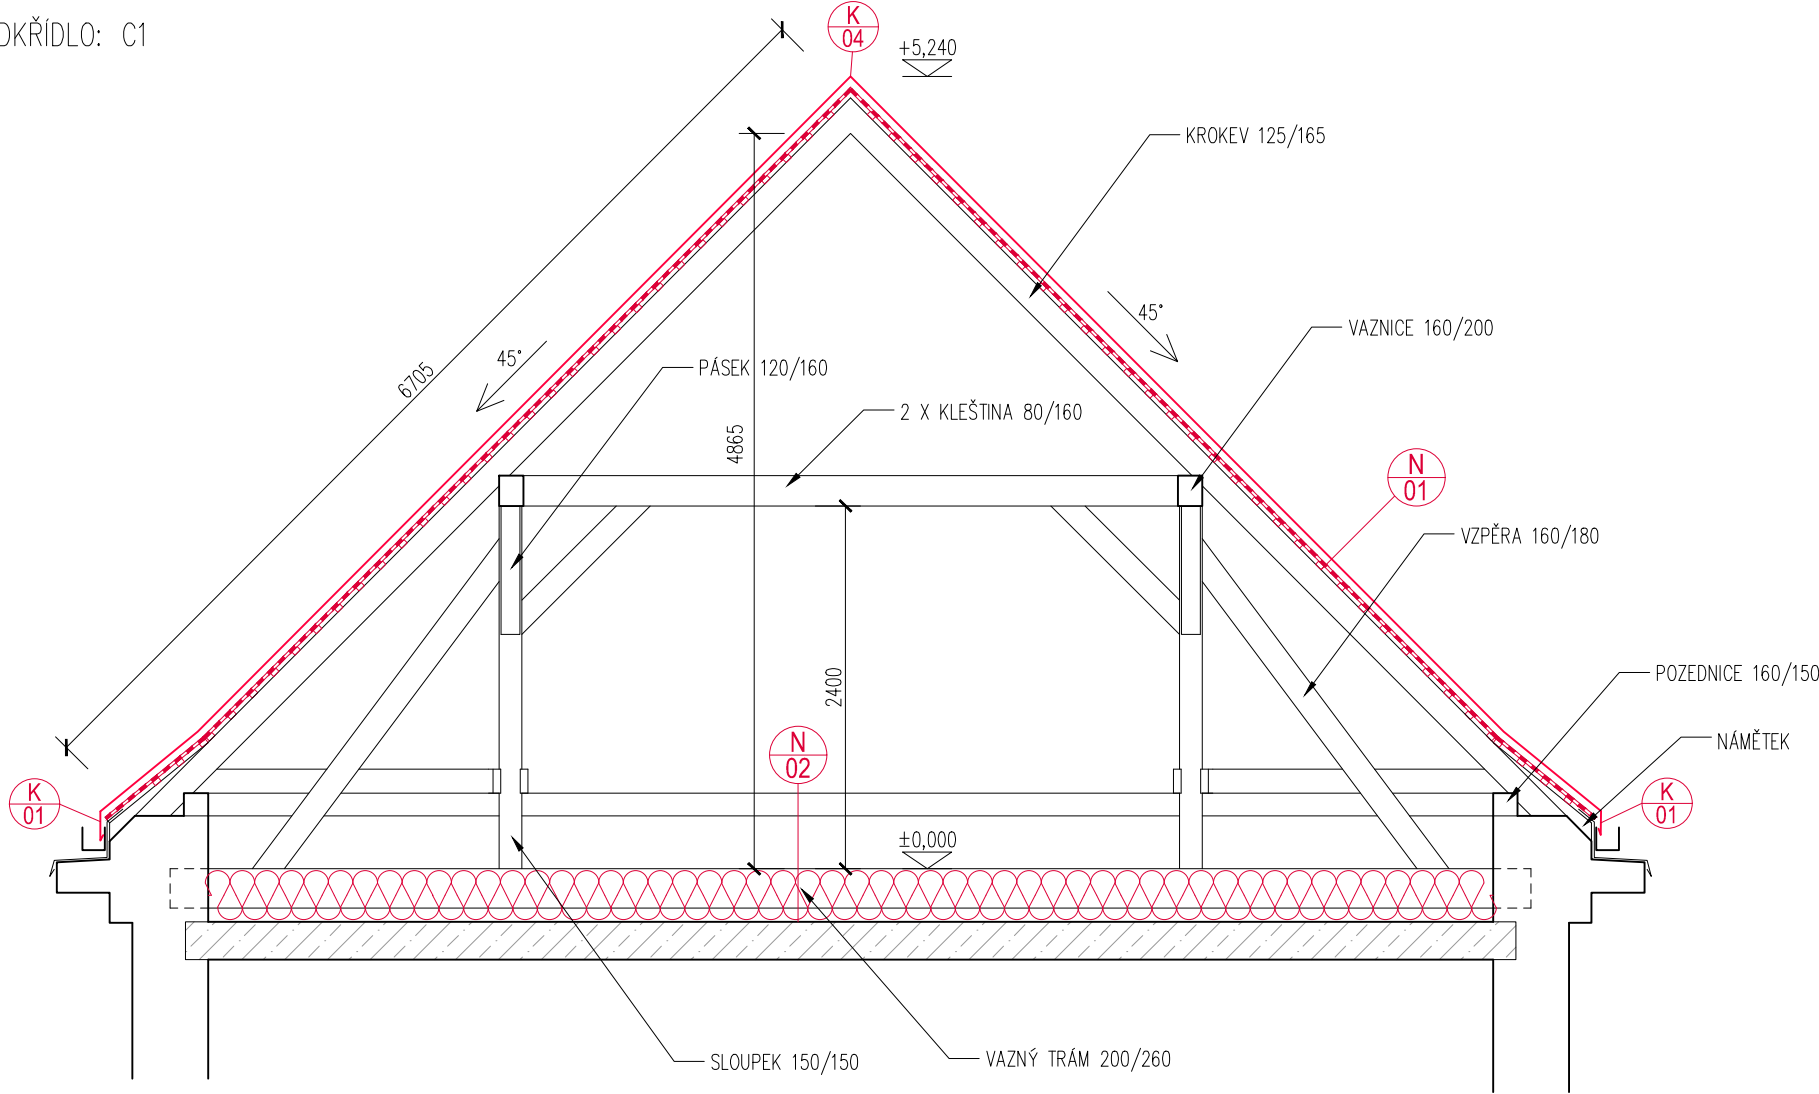 OKŘÍDLO: C1
K
04
+5,240
KROKEV 125/165
45°
VAZNICE 160/200
45°
PÁSEK 120/160
6705
2 X KLEŠTINA 80/160
4865
N
01
VZPĚRA 160/180
2400
POZEDNICE 160/150
NÁMĚTEK
N
02
K
01
K
01
±0,000
SLOUPEK 150/150
VAZNÝ TRÁM 200/260